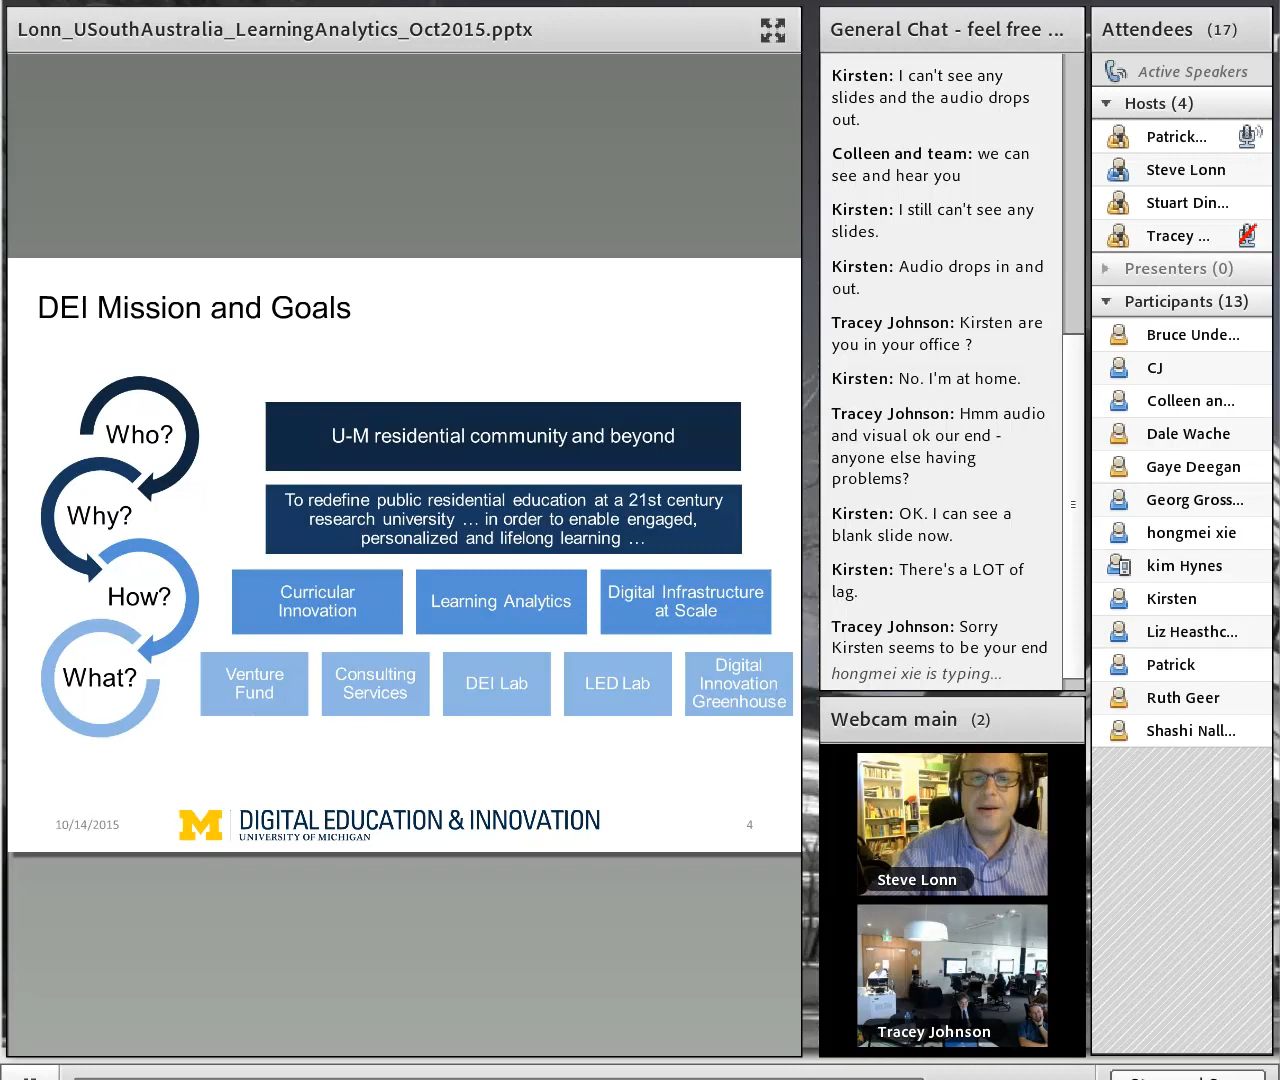 Lonn_USouthAustralia_LearningAnalytics_Oct2015.pptx
DEI Mission and Goals
Who?
U-M residential community and beyond
Why?
To redefine public residential education at a 21st century
research university … in order to enable engaged,
personalized and lifelong learning …
How?
Curricular
Innovation
Learning Analytics
Digital Infrastructure
at Scale
What?
Venture
Fund
Consulting
Services
DEI Lab
LED Lab
Digital
Innovation
Greenhouse
10/14/2015
M
DIGITAL EDUCATION & INNOVATION
UNIVERSITY OF MICHIGAN
4
General Chat - feel free ...
Kirsten: I can't see any
slides and the audio drops
out.
Colleen and team: we can
see and hear you
Kirsten: I still can't see any
slides.
Kirsten: Audio drops in and
out.
Tracey Johnson: Kirsten are
you in your office ?
Kirsten: No. I'm at home.
Tracey Johnson: Hmm audio
and visual ok our end -
anyone else having
problems?
Kirsten: OK. I can see a
blank slide now.
Kirsten: There's a LOT of
lag.
Tracey Johnson: Sorry
Kirsten seems to be your end
hongmei xie is typing...
Webcam main (2)
Steve Lonn
Tracey Johnson
Attendees (17)
Active Speakers
Hosts (4)
Patrick...
Steve Lonn
Stuart Din...
Tracey ...
Presenters (0)
Participants (13)
Bruce Unde...
CJ
Colleen an...
Dale Wache
Gaye Deegan
Georg Gross...
hongmei xie
kim Hynes
Kirsten
Liz Heasthc...
Patrick
Ruth Geer
Shashi Nall...